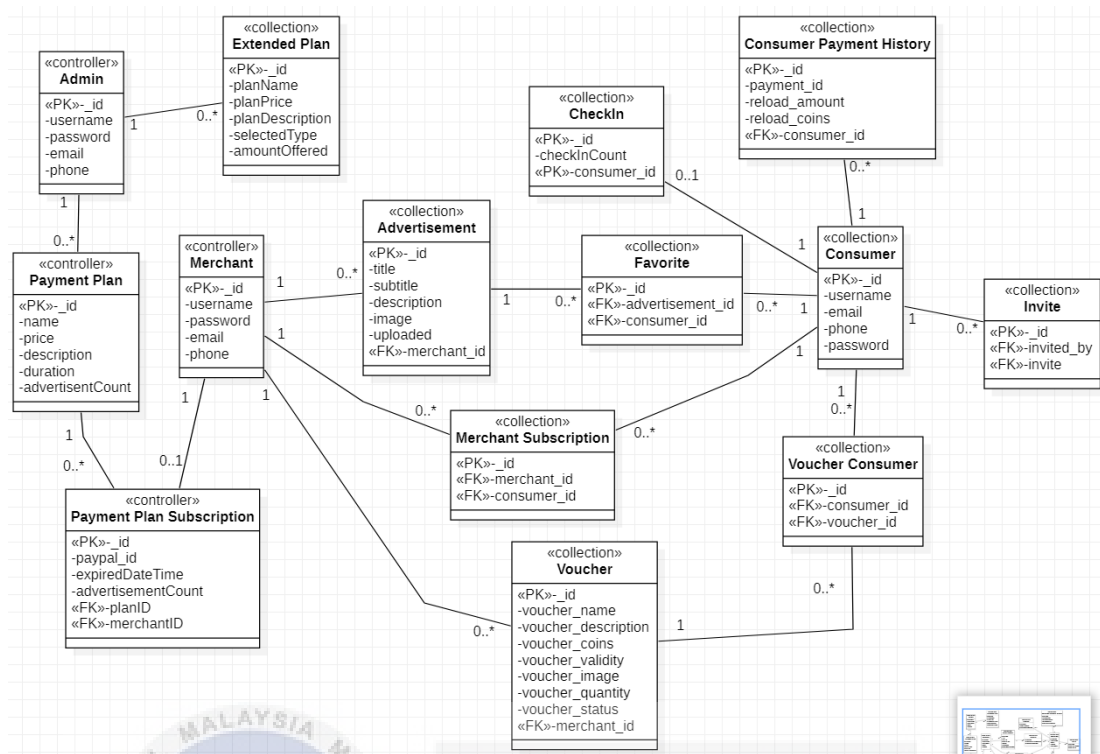 «collection»
Extended Plan
«PK»-_id
-planName
-planPrice
-planDescription
-selectedType
-amountOffered
«collection»
Consumer Payment History
«PK»-_id
-payment_id
-reload_amount
-reload_coins
«FK»-consumer_id
«controller»
Admin
«PK»-_id
-username
-password
-email
-phone
1
0..*
1
0..*
«collection»
CheckIn
«PK»-_id
-checkInCount
«PK»-consumer_id
0..1
1
0..*
1
«controller»
Payment Plan
«PK»-_id
-name
-price
-description
-duration
-advertisentCount
1
0..*
«controller»
Merchant
«PK»-_id
-username
-password
-email
-phone
1
0..*
1
0..*
1
0..1
1
0..*
«collection»
Advertisement
«PK»-_id
-title
-subtitle
-description
-image
-uploaded
«FK»-merchant_id
1
0..*
«collection»
Favorite
«PK»-_id
«FK»-advertisement_id
«FK»-consumer_id
0..*
1
«collection»
Consumer
«PK»-_id
-username
-email
-phone
-password
1
0..*
1
0..*
1
0..*
«collection»
Invite
«PK»-_id
«FK»-invited_by
«FK»-invite
«collection»
Merchant Subscription
«PK»-_id
«FK»-merchant_id
«FK»-consumer_id
«collection»
Voucher Consumer
«PK»-_id
«FK»-consumer_id
«FK»-voucher_id
0..*
1
«controller»
Payment Plan Subscription
«PK»-_id
-paypal_id
-expiredDateTime
-advertisementCount
«FK»-planID
«FK»-merchantID
«collection»
Voucher
«PK»-_id
-voucher_name
-voucher_description
-voucher_coins
-voucher_validity
-voucher_image
-voucher_quantity
-voucher_status
«FK»-merchant_id
MALAYSIA